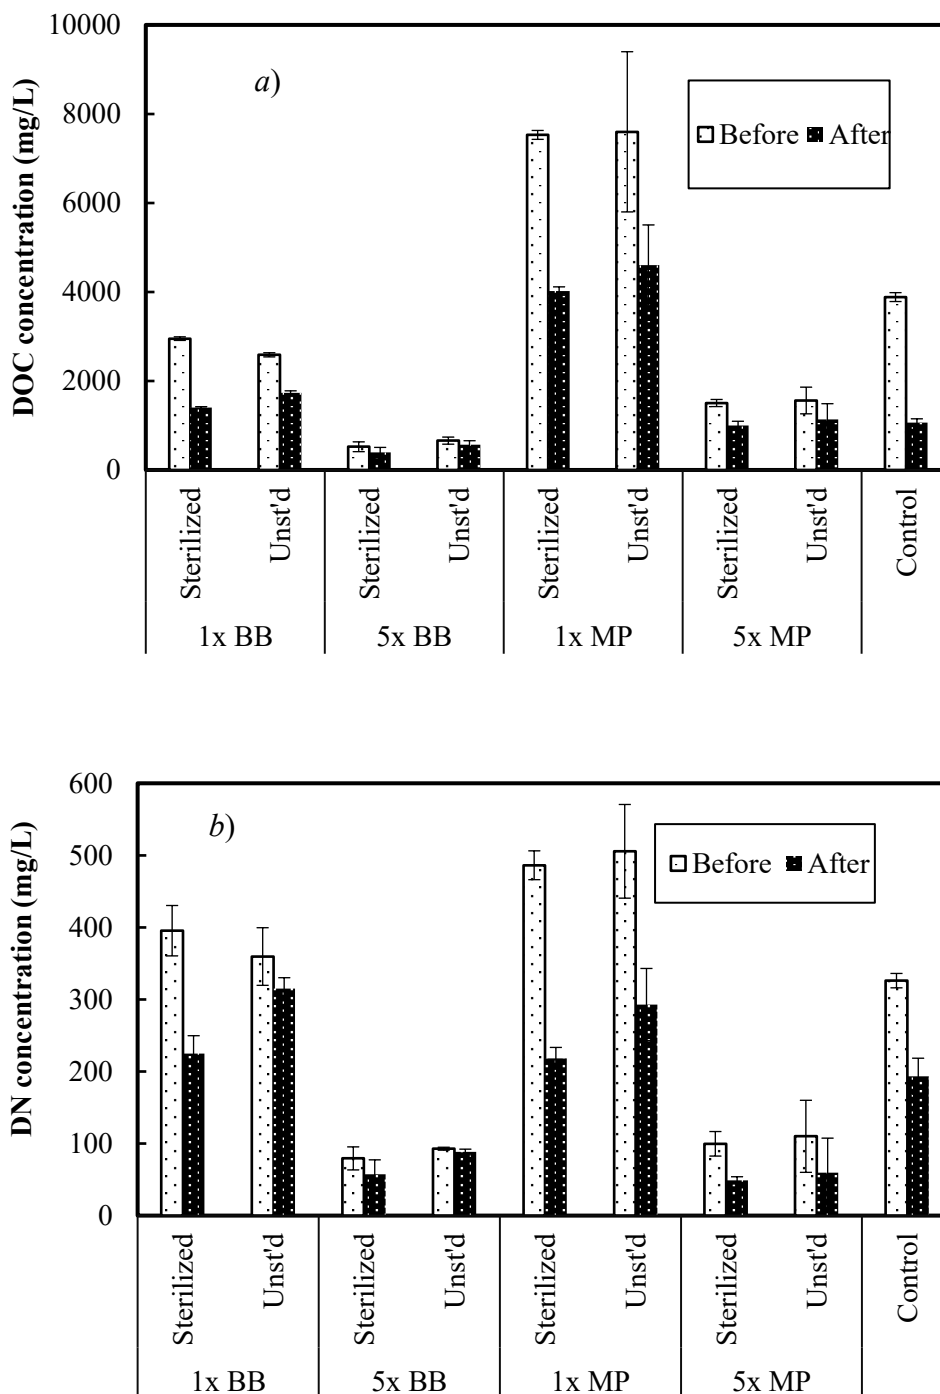 DOC concentration (mg/L)
10000
8000
6000
4000
2000
0
a)
Before After
Sterilized Unst'd Sterilized Unst'd Sterilized Unst'd Sterilized Unst'd Control
1x BB 5x BB 1x MP 5x MP
DN concentration (mg/L)
600
500
400
300
200
100
0
b)
Before After
Sterilized Unst'd Sterilized Unst'd Sterilized Unst'd Sterilized Unst'd Control
1x BB 5x BB 1x MP 5x MP